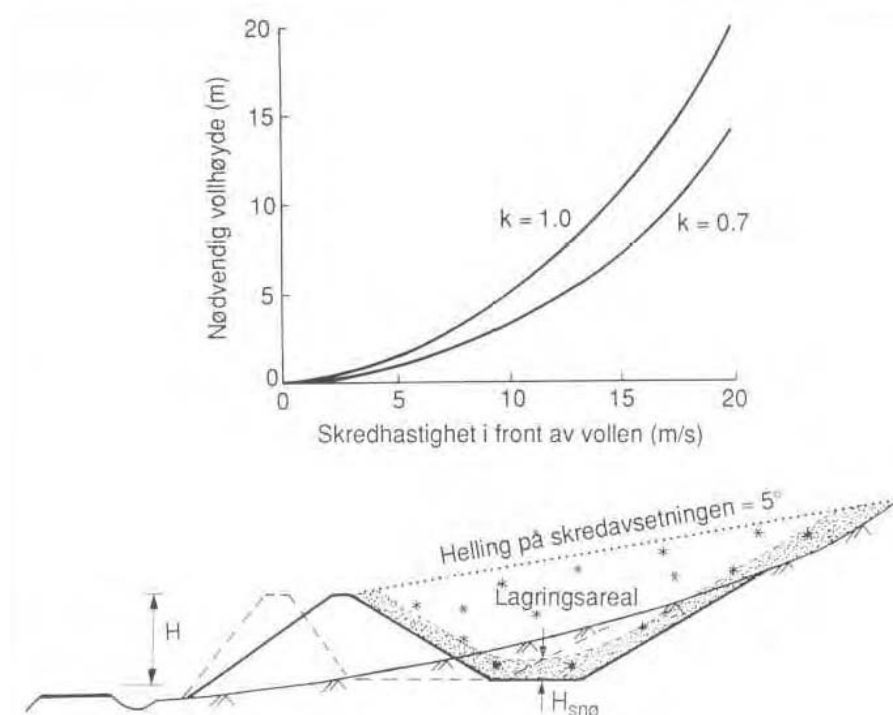 Nødvendig vollhøyde (m)
20
15
10
5
0
k = 1.0
k = 0.7
0 5 10 15 20
Skredhastighet i front av vollen (m/s)
Helling på skredavsetningen = 5°
Lagringsareal
H
H snø